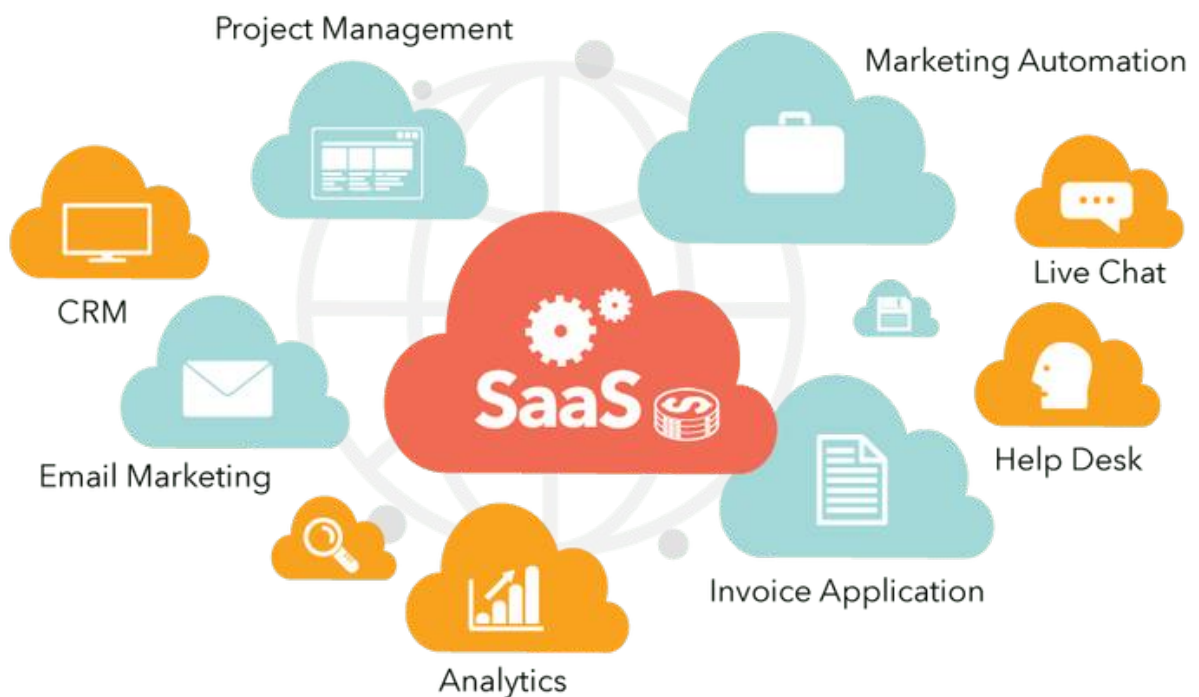 Project Management
Marketing Automation
CRM
Live Chat
SaaS
Email Marketing
Help Desk
Invoice Application
Analytics